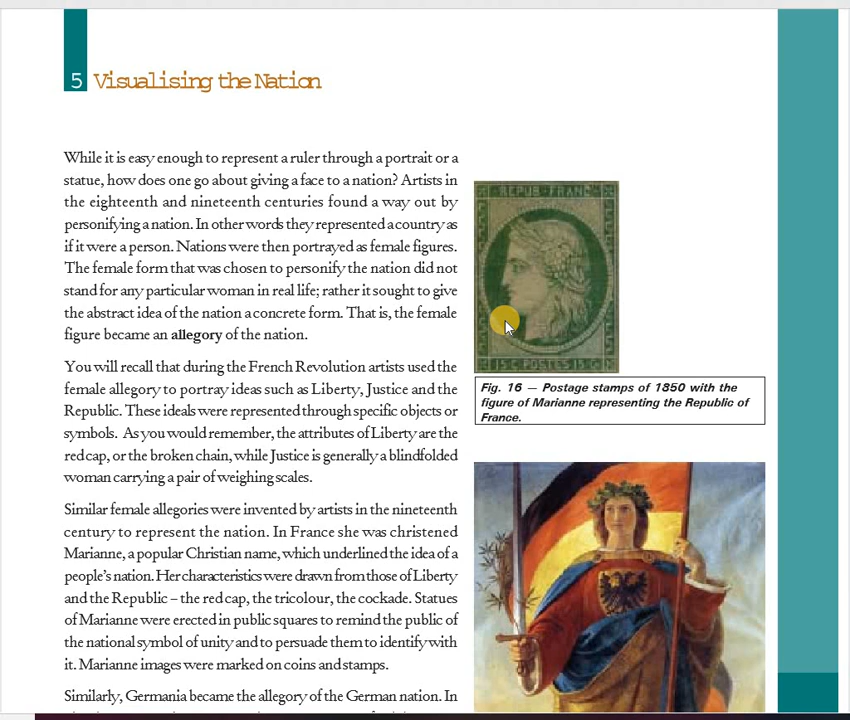 5 Visualising the Nation
While it is easy enough to represent a ruler through a portrait or a
statue, how does one go about giving a face to a nation? Artists in
the eighteenth and nineteenth centuries found a way out by
personifying a nation. In other words they represented a country as
if it were a person. Nations were then portrayed as female figures.
The female form that was chosen to personify the nation did not
stand for any particular woman in real life; rather it sought to give
the abstract idea of the nation a concrete form. That is, the female
figure became an allegory of the nation.
You will recall that during the French Revolution artists used the
female allegory to portray ideas such as Liberty, Justice and the
Republic. These ideals were represented through specific objects or
symbols. As you would remember, the attributes of Liberty are the
red cap, or the broken chain, while Justice is generally a blindfolded
woman carrying a pair of weighing scales.
Similar female allegories were invented by artists in the nineteenth
century to represent the nation. In France she was christened
Marianne, a popular Christian name, which underlined the idea of a
people's nation. Her characteristics were drawn from those of Liberty
and the Republic – the red cap, the tricolour, the cockade. Statues
of Marianne were erected in public squares to remind the public of
the national symbol of unity and to persuade them to identify with
it. Marianne images were marked on coins and stamps.
Similarly, Germania became the allegory of the German nation. In
REPUB FRANC
15 C POSTES 15 C
Fig. 16 — Postage stamps of 1850 with the
figure of Marianne representing the Republic of
France.